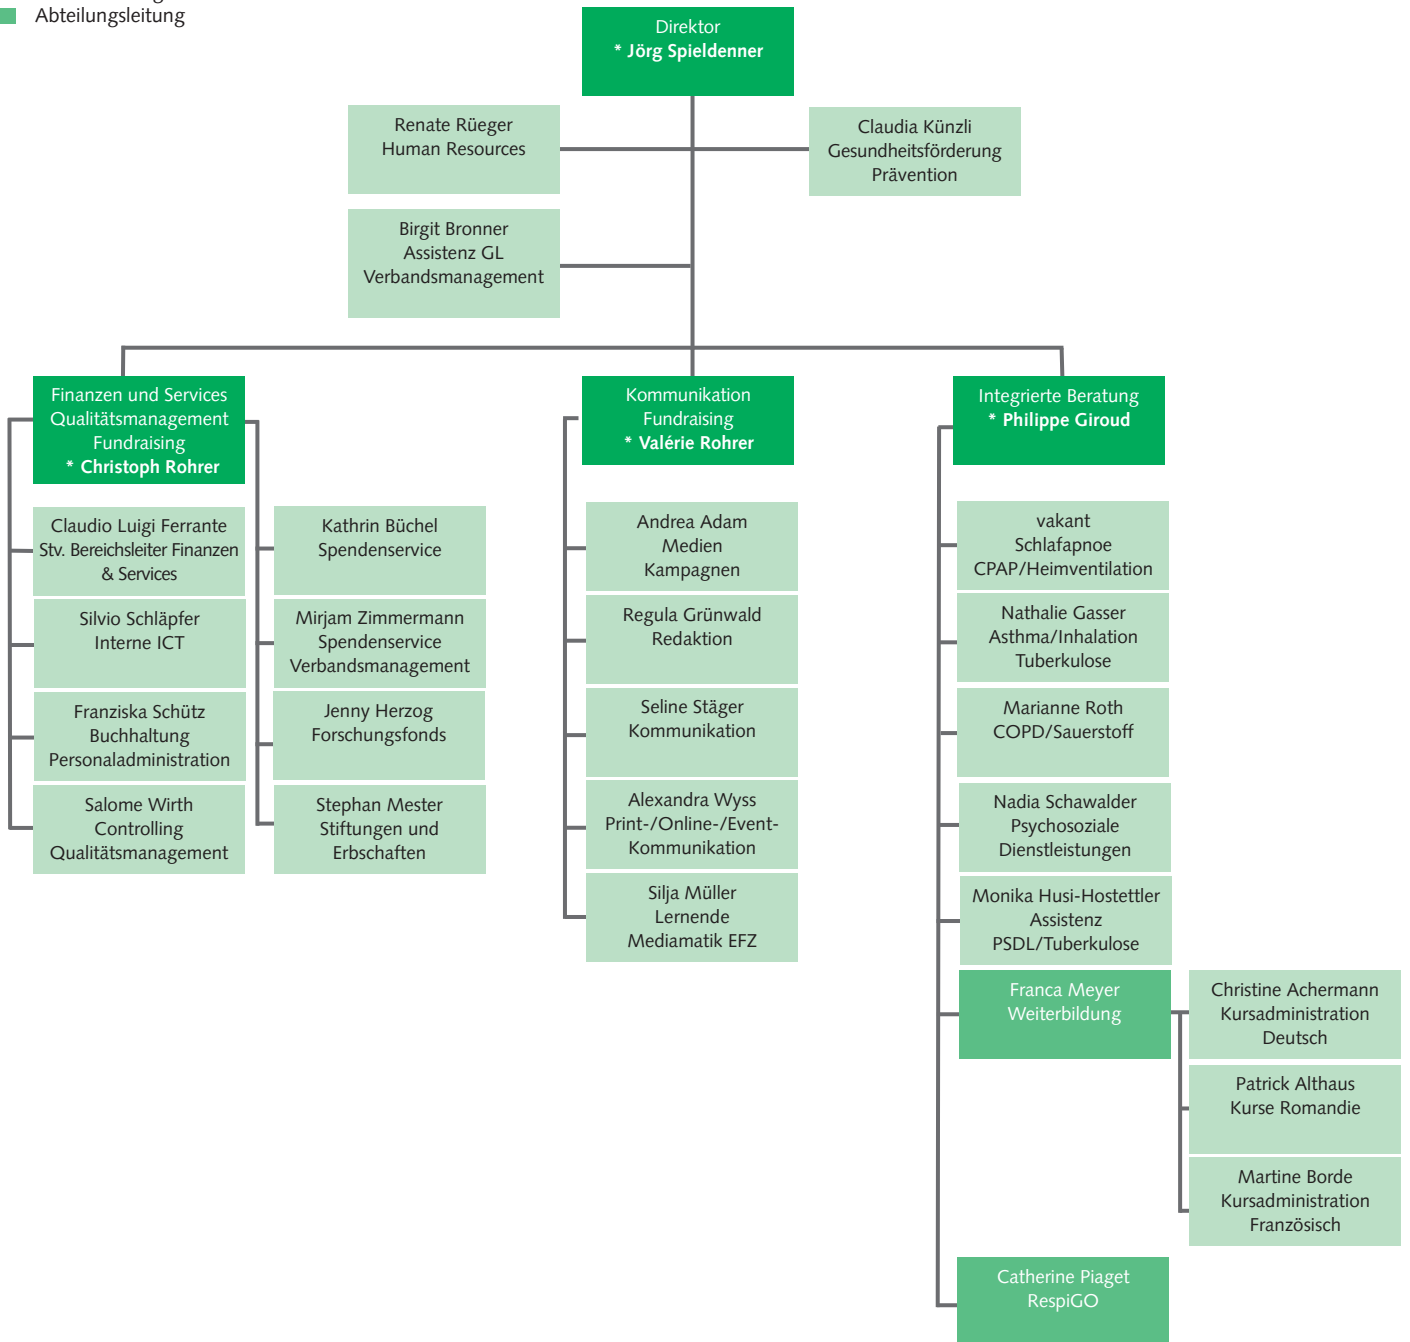 Abteilungsleitung
Direktor
* Jörg Spieldenner
Renate Rüeger
Human Resources
Claudia Künzli
Gesundheitsförderung
Prävention
Birgit Bronner
Assistenz GL
Verbandsmanagement
Finanzen und Services
Qualitätsmanagement
Fundraising
* Christoph Rohrer
Claudio Luigi Ferrante
Stv. Bereichsleiter Finanzen
& Services
Silvio Schläpfer
Interne ICT
Franziska Schütz
Buchhaltung
Personaladministration
Salome Wirth
Controlling
Qualitätsmanagement
Kathrin Büchel
Spendenservice
Mirjam Zimmermann
Spendenservice
Verbandsmanagement
Jenny Herzog
Forschungsfonds
Stephan Mester
Stiftungen und
Erbschaften
Kommunikation
Fundraising
* Valérie Rohrer
Andrea Adam
Medien
Kampagnen
Regula Grünwald
Redaktion
Seline Stäger
Kommunikation
Alexandra Wyss
Print-/Online-/Event-
Kommunikation
Silja Müller
Lernende
Mediamatik EFZ
Integrierte Beratung
* Philippe Giroud
vakant
Schlafapnoe
CPAP/Heimventilation
Nathalie Gasser
Asthma/Inhalation
Tuberkulose
Marianne Roth
COPD/Sauerstoff
Nadia Schawalder
Psychosoziale
Dienstleistungen
Monika Husi-Hostettler
Assistenz
PSDL/Tuberkulose
Franca Meyer
Weiterbildung
Christine Achermann
Kursadministration
Deutsch
Patrick Althaus
Kurse Romandie
Martine Borde
Kursadministration
Französisch
Catherine Piaget
RespiGO